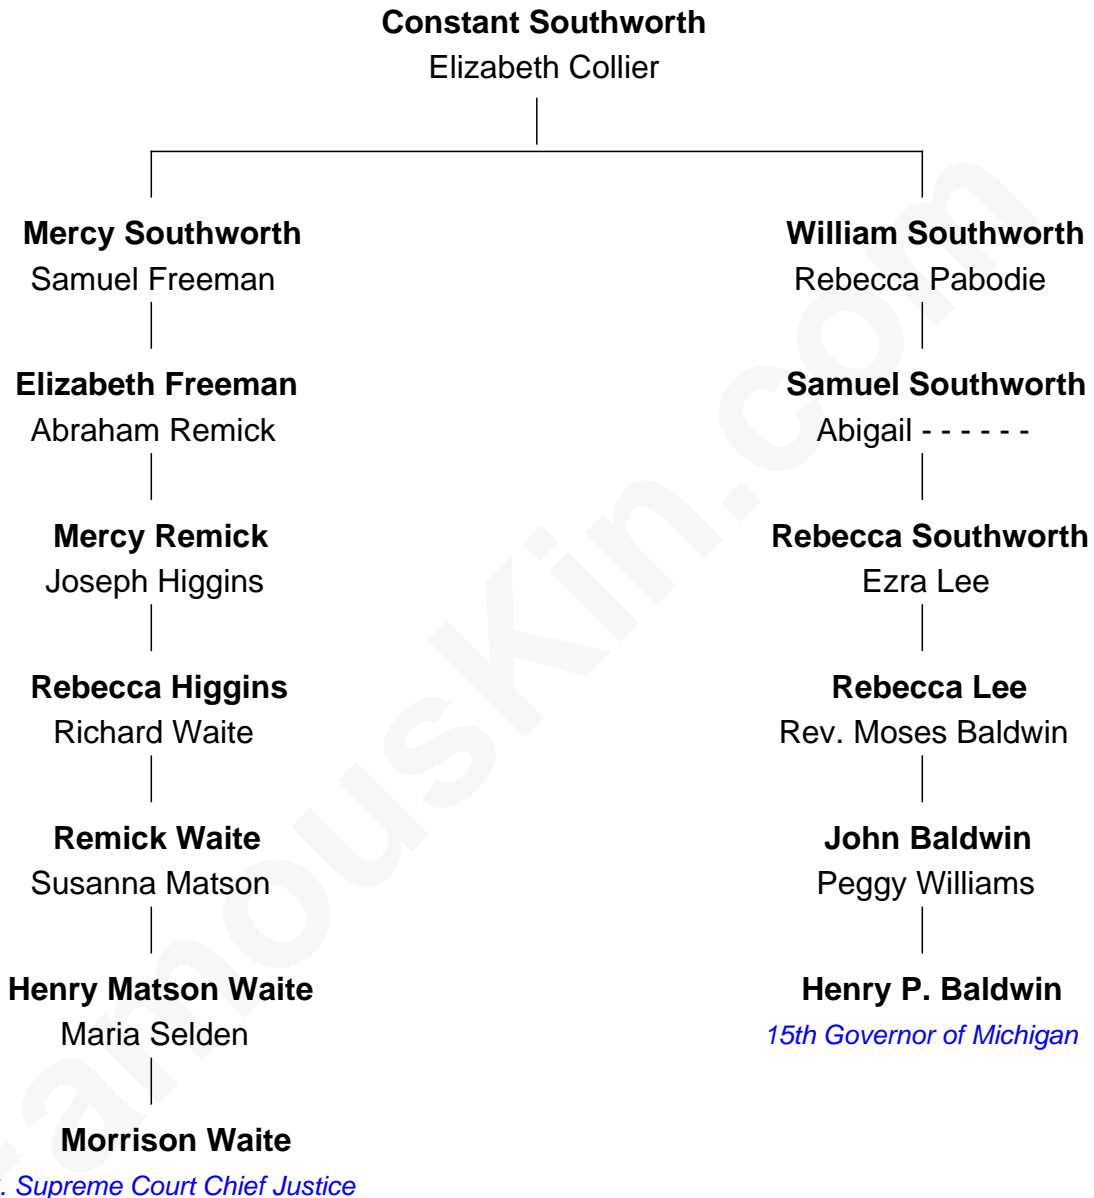 Constant Southworth
Elizabeth Collier
Mercy Southworth
Samuel Freeman
William Southworth
Rebecca Pabodie
Elizabeth Freeman
Abraham Remick
Samuel Southworth
Abigail - - - - - -
Mercy Remick
Joseph Higgins
Rebecca Southworth
Ezra Lee
Rebecca Higgins
Richard Waite
Rebecca Lee
Rev. Moses Baldwin
Remick Waite
Susanna Matson
John Baldwin
Peggy Williams
Henry Matson Waite
Maria Selden
Henry P. Baldwin
15th Governor of Michigan
Morrison Waite
. Supreme Court Chief Justice
amouskin.com